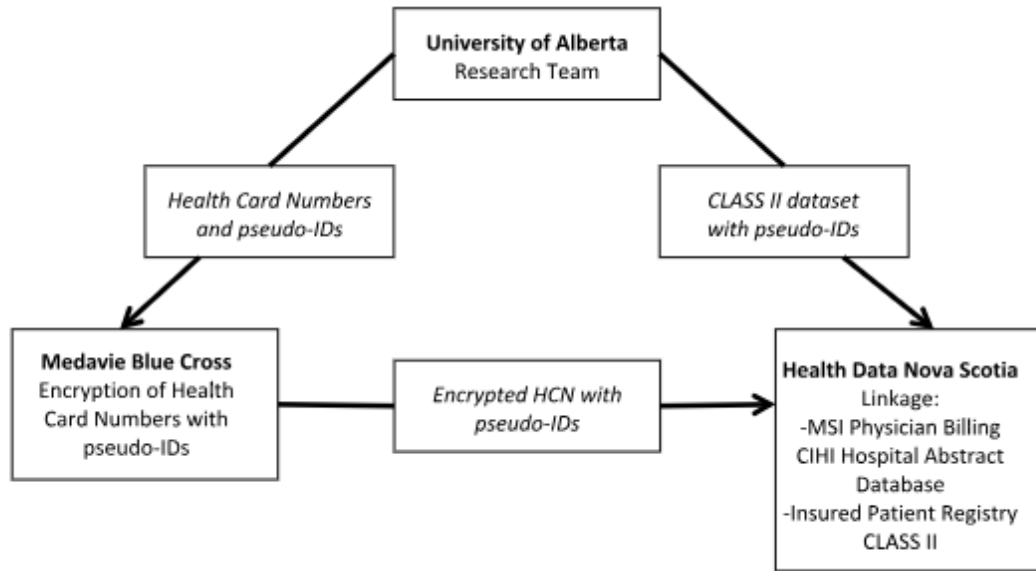 University of Alberta
Research Team
Health Card Numbers
and pseudo-IDs
CLASS II dataset
with pseudo-IDs
Medavie Blue Cross
Encryption of Health
Card Numbers with
pseudo-IDs
Encrypted HCN with
pseudo-IDs
Health Data Nova Scotia
Linkage:
-MSI Physician Billing
CIHI Hospital Abstract
Database
-Insured Patient Registry
CLASS II